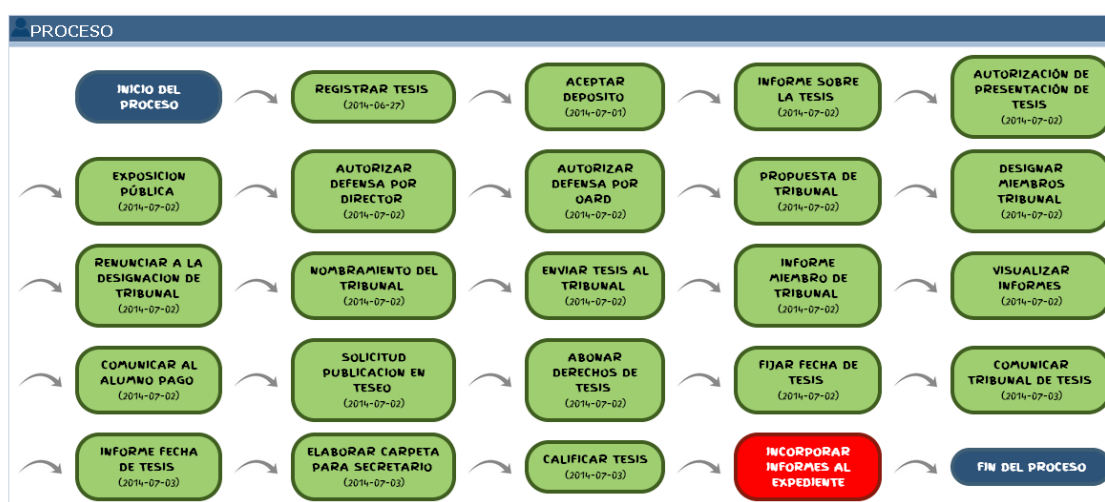 PROCESO
INICIO DEL
PROCESO
REGISTRAR TESIS
(2014-06-27)
ACEPTAR
DEPOSITO
(2014-07-01)
INFORME SOBRE
LA TESIS
(2014-07-02)
AUTORIZACIÓN DE
PRESENTACIÓN DE
TESIS
(2014-07-02)
EXPOSICION
PÚBLICA
(2014-07-02)
AUTORIZAR
DEFENSA POR
DIRECTOR
(2014-07-02)
AUTORIZAR
DEFENSA POR
OARD
(2014-07-02)
PROPUESTA DE
TRIBUNAL
(2014-07-02)
DESIGNAR
MIEMBROS
TRIBUNAL
(2014-07-02)
RENUNCIAR A LA
DESIGNACION DE
TRIBUNAL
(2014-07-02)
NOMBRAMIENTO DEL
TRIBUNAL
(2014-07-02)
ENVIAR TESIS AL
TRIBUNAL
(2014-07-02)
INFORME
MIEMBRO DE
TRIBUNAL
(2014-07-02)
VISUALIZAR
INFORMES
(2014-07-02)
COMUNICAR AL
ALUMNO PAGO
(2014-07-02)
SOLICITUD
PUBLICACION EN
TESEO
(2014-07-02)
ABONAR
DERECHOS DE
TESIS
(2014-07-02)
FIJAR FECHA DE
TESIS
(2014-07-02)
COMUNICAR
TRIBUNAL DE TESIS
(2014-07-03)
INFORME FECHA
DE TESIS
(2014-07-03)
ELABORAR CARPETA
PARA SECRETARIO
(2014-07-03)
CALIFICAR TESIS
(2014-07-03)
INCORPORAR
INFORMES AL
EXPEDIENTE
FIN DEL PROCESO